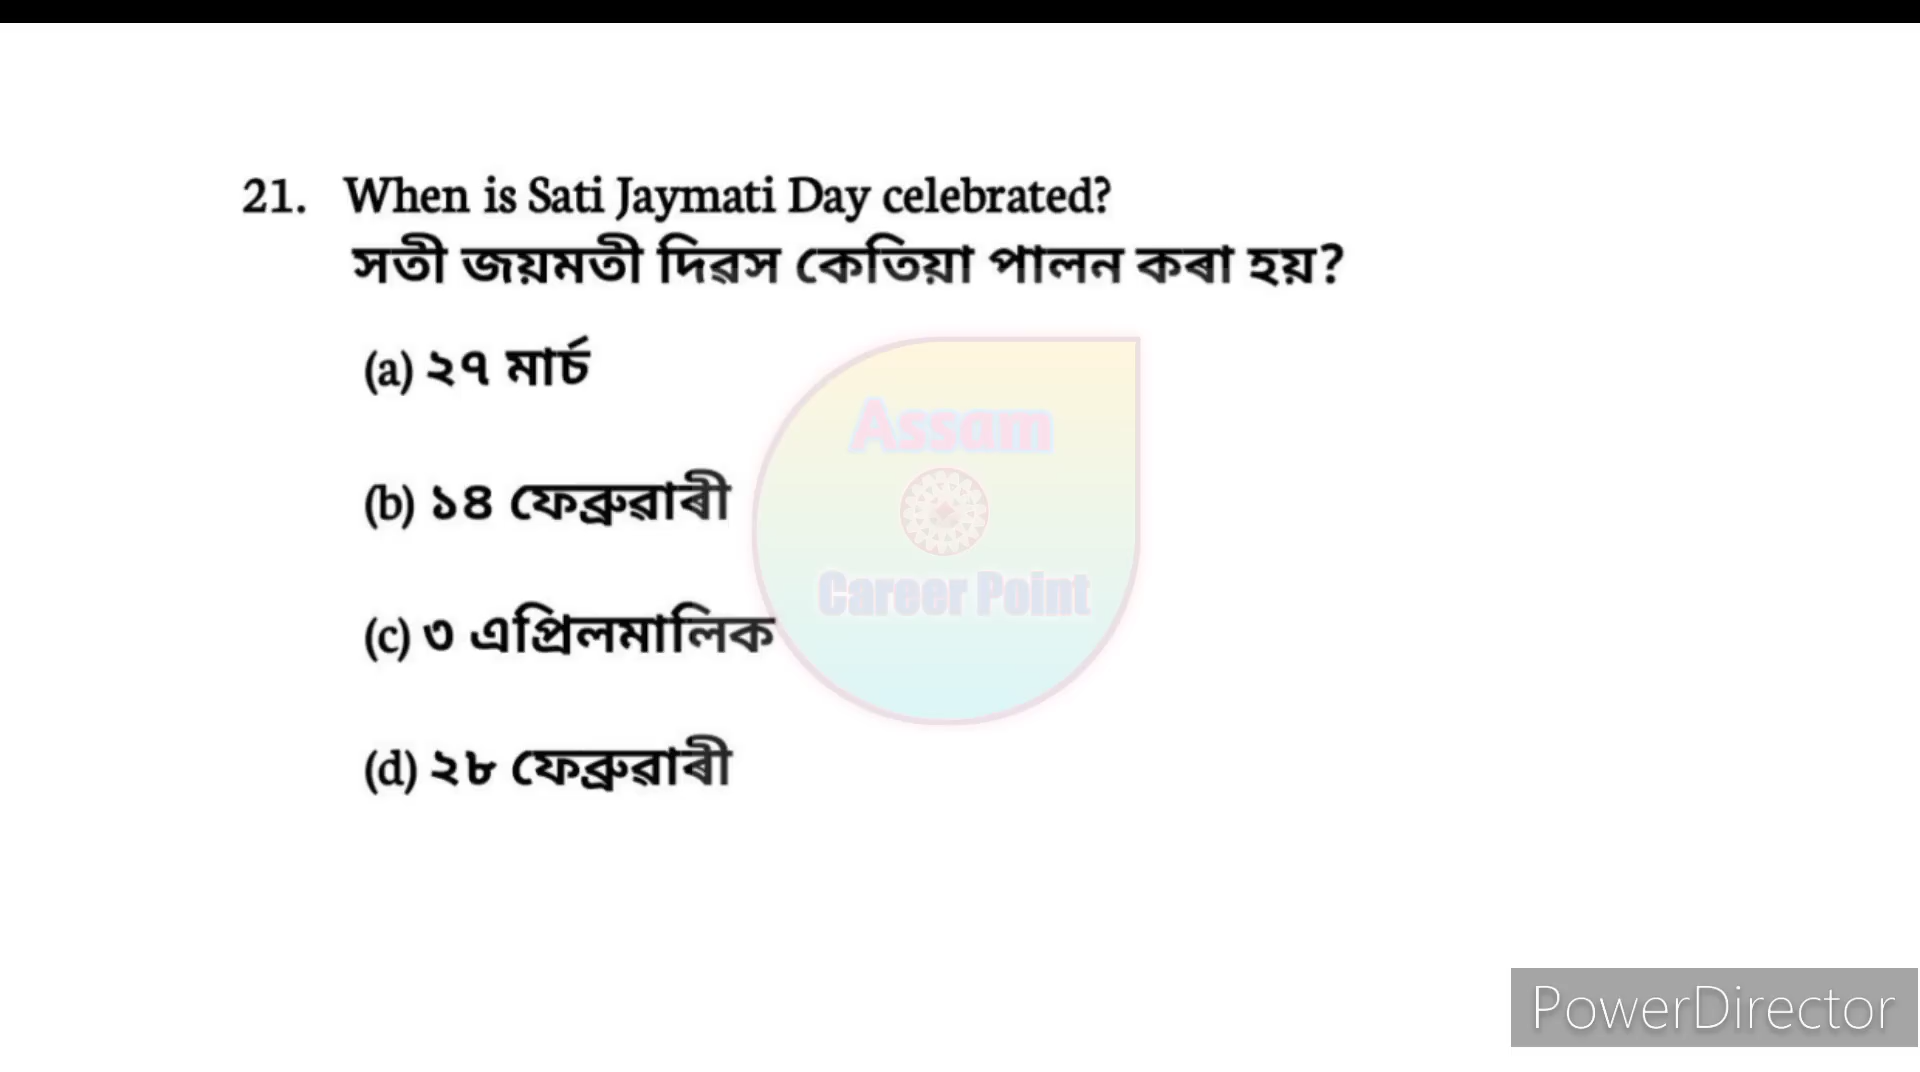 21. When is Sati Jaymati Day celebrated?
সতী জয়মতী দিৱস কেতিয়া পালন কৰা হয়?
(a) ২৭ মার্চ
(b) ১৪ ফেব্ৰুৱাৰী
(c) ৩ এপ্ৰিলমালিক
(d) ২৮ ফেব্ৰুৱাৰী
Assam
Career Point
PowerDirector